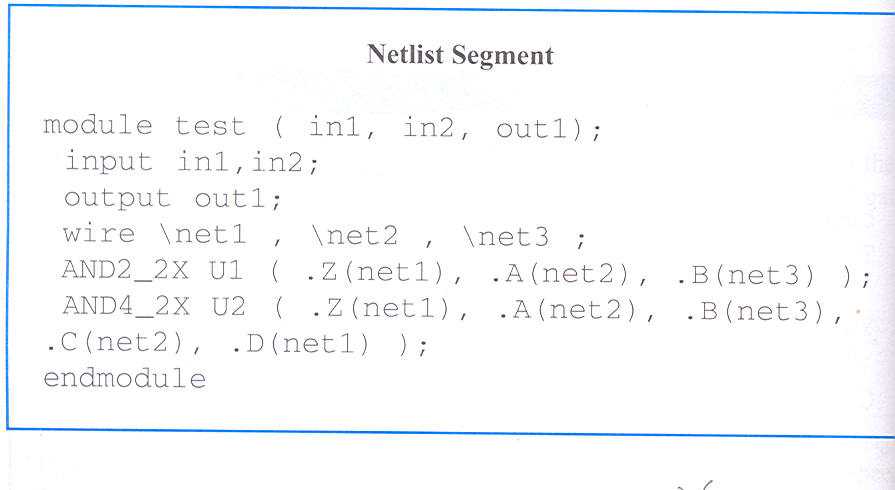 Netlist Segment
module test ( in1, in2, out1);
input in1,in2;
output out1;
wire \net1 , \net2 , \net3 ;
AND2_2X U1 ( .Z(net1), .A(net2), .B(net3) );
AND4_2X U2 ( .Z(net1), .A(net2), .B(net3),
.C(net2), .D(net1) );
endmodule